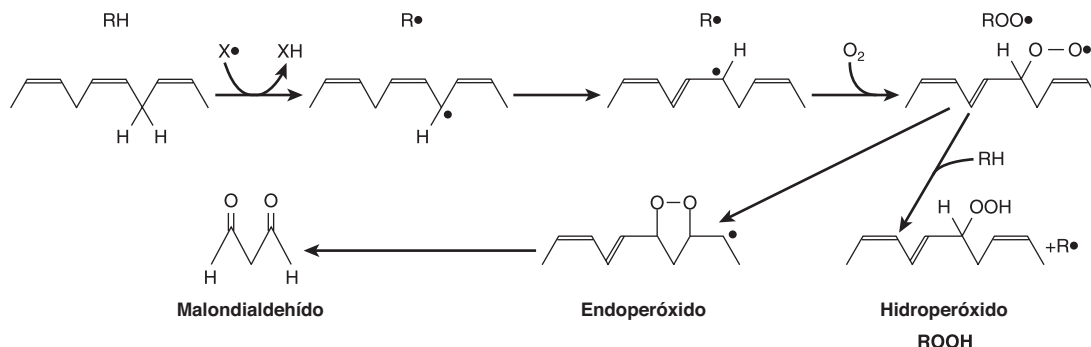 RH
R•
R•
ROO•
X•
XH
H
O₂
H
O–O•
H
H
H
RH
O
O
O–O
H
OOH
H
H
+R•
Malondialdehído
Endoperóxido
Hidroperóxido
ROOH